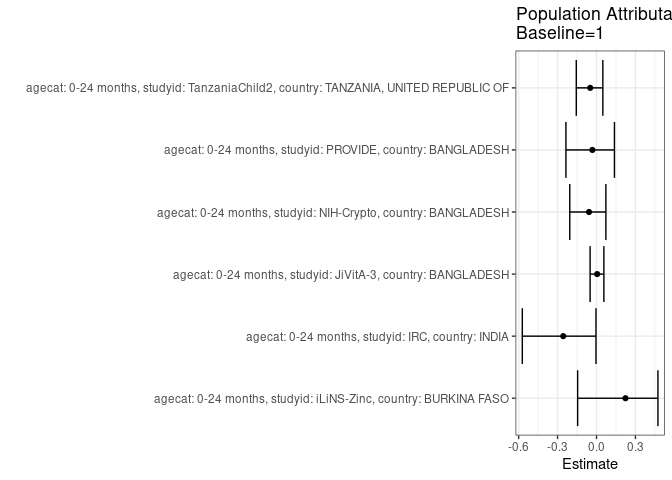 Population Attributa
Baseline=1
agecat: 0-24 months, studyid: TanzaniaChild2, country: TANZANIA, UNITED REPUBLIC OF
agecat: 0-24 months, studyid: PROVIDE, country: BANGLADESH
agecat: 0-24 months, studyid: NIH-Crypto, country: BANGLADESH
agecat: 0-24 months, studyid: JiVitA-3, country: BANGLADESH
agecat: 0-24 months, studyid: IRC, country: INDIA
agecat: 0-24 months, studyid: iLiNS-Zinc, country: BURKINA FASO
-0.6 -0.3 0.0 0.3
Estimate